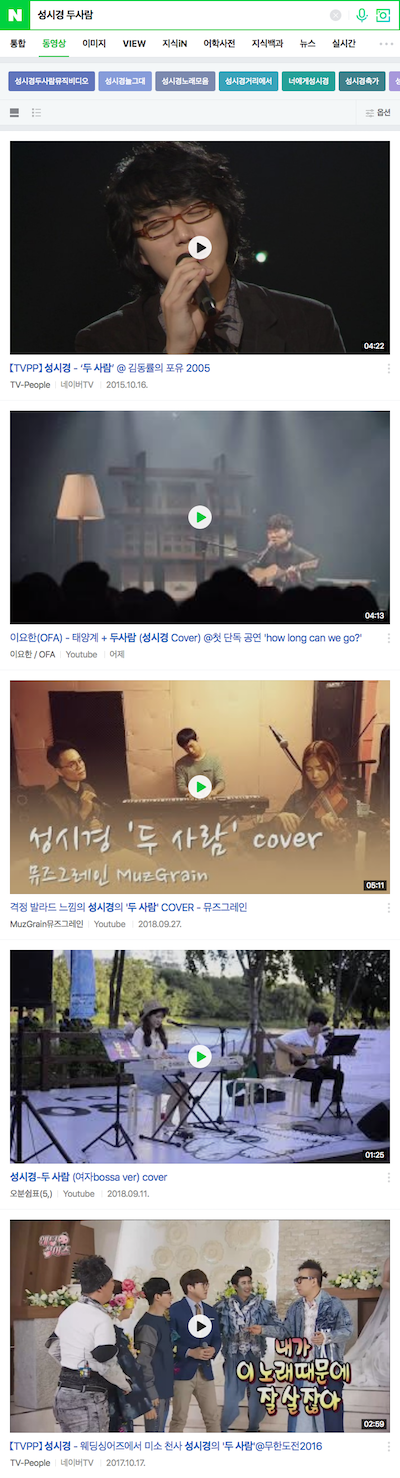 N 성시경 두사람
통합 동영상 이미지 VIEW 지식iN 어학사전 지식백과 뉴스 실시간
성시경두사람뮤직비디오 성시경늘그대 성시경노래모음 성시경거리에서 너에게성시경 성시경축가
옵션
04:22
【TVPP】성시경 - '두 사람' @ 김동률의 포유 2005
TV-People 네이버TV 2015.10.16.
04:13
이요한(OFA) - 태양계 + 두사람 (성시경 Cover) @첫 단독 공연 'how long can we go?'
이요한 / OFA Youtube 어제
성시경 '두 사람' cover
뮤즈그레인 MuzGrain
05:11
격정 발라드 느낌의 성시경의 '두 사람' COVER - 뮤즈그레인
MuzGrain뮤즈그레인 Youtube 2018.09.27.
01:25
성시경-두 사람 (여자bossa ver) cover
오분쉼표(5,) Youtube 2018.09.11.
내가
이 노래때문에
잘 살잖아
02:59
【TVPP】성시경 - 웨딩싱어즈에서 미소 천사 성시경의 '두 사람'@무한도전2016
TV-People 네이버TV 2017.10.17.